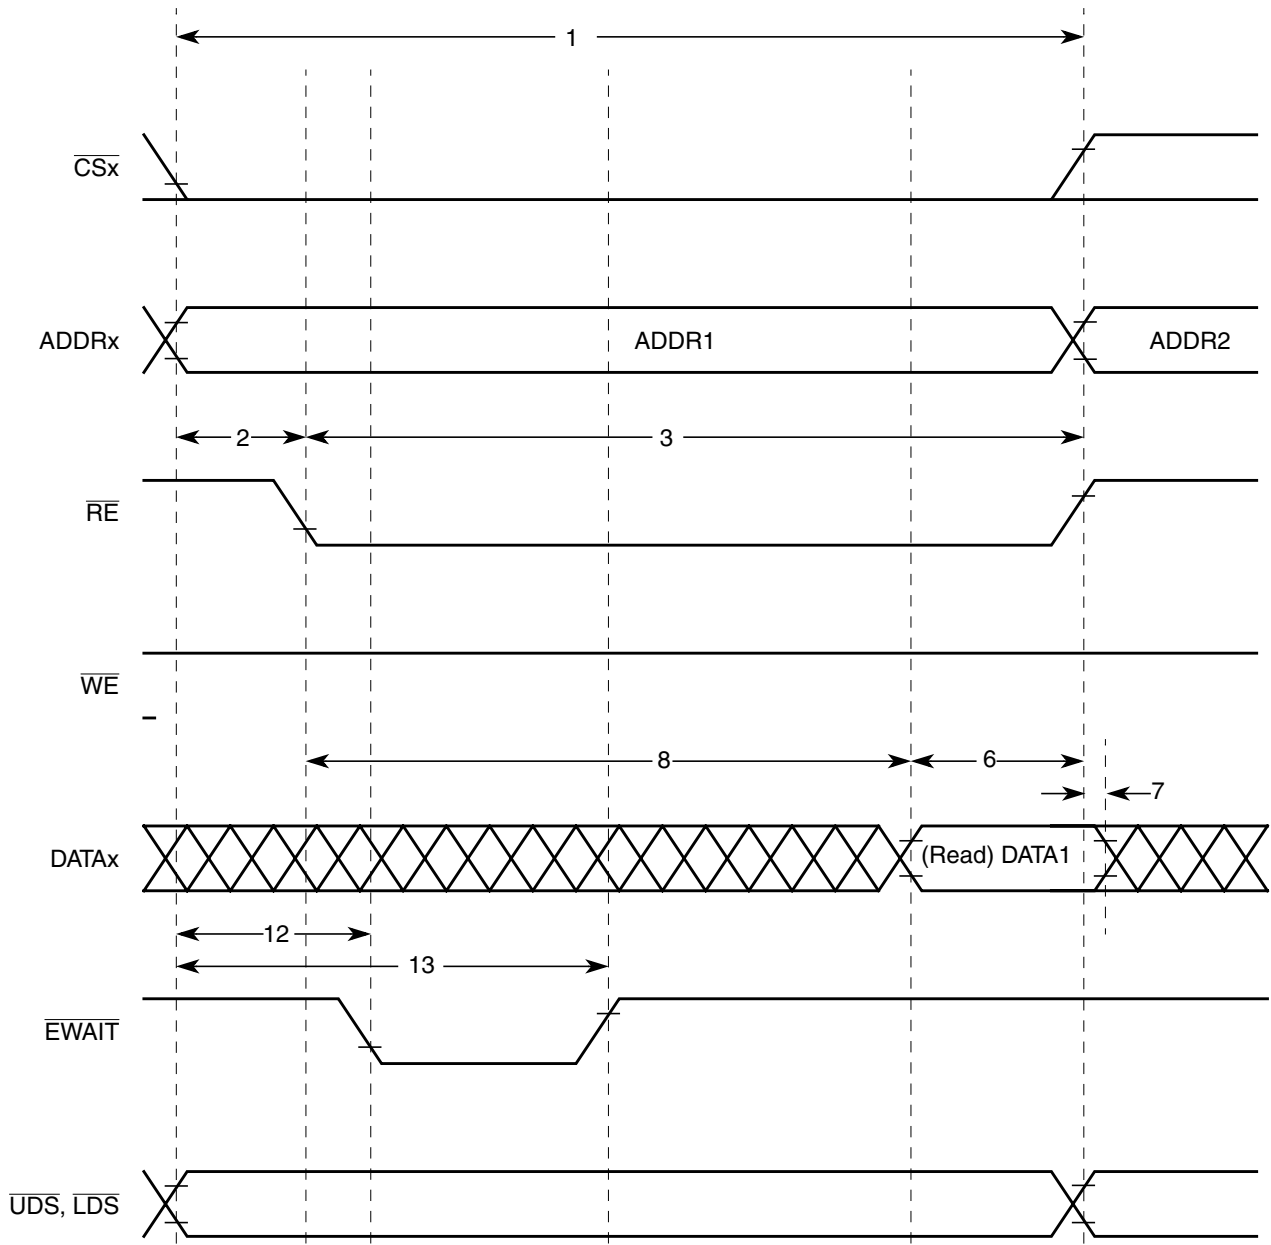 1
CSx
ADDRx
ADDR1
ADDR2
2
3
RE
WE
8
6
7
DATAx
(Read) DATA1
12
13
EWAIT
UDS, LDS